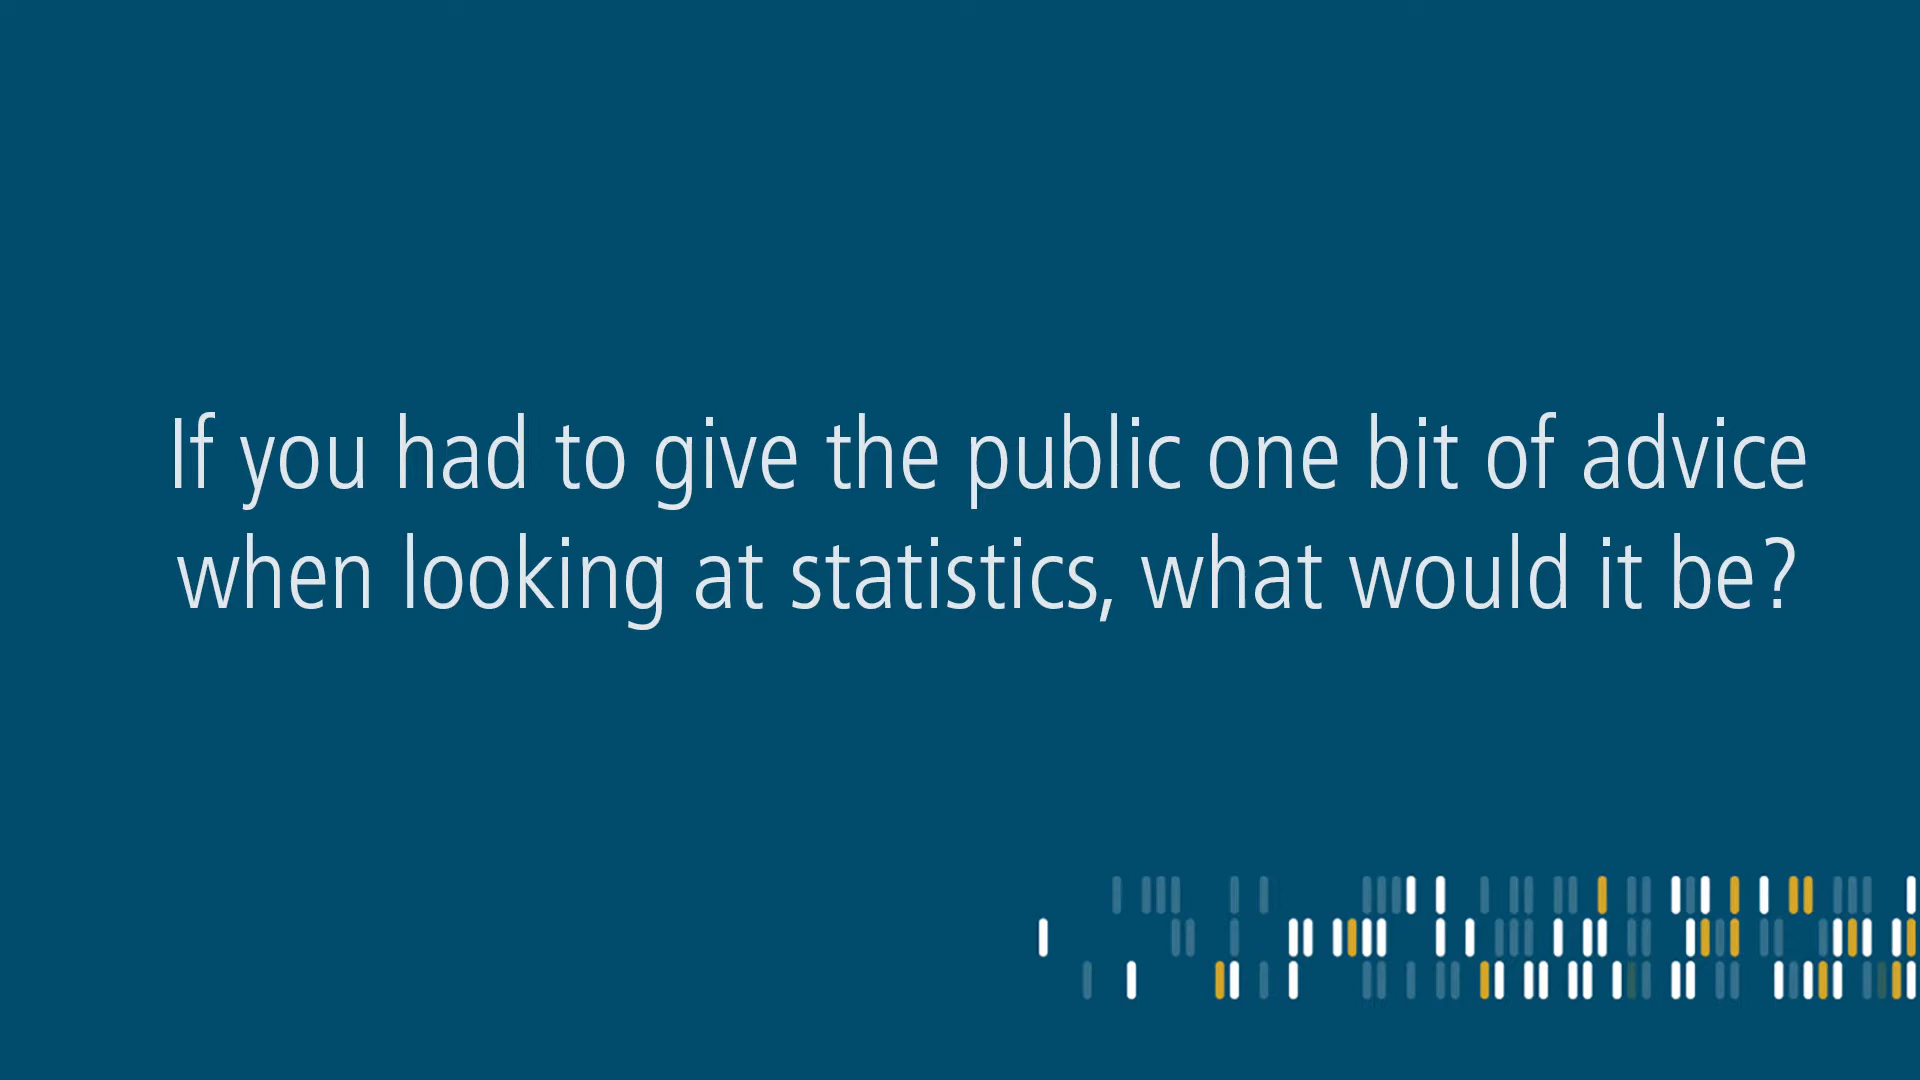 If you had to give the public one bit of advice
when looking at statistics, what would it be?